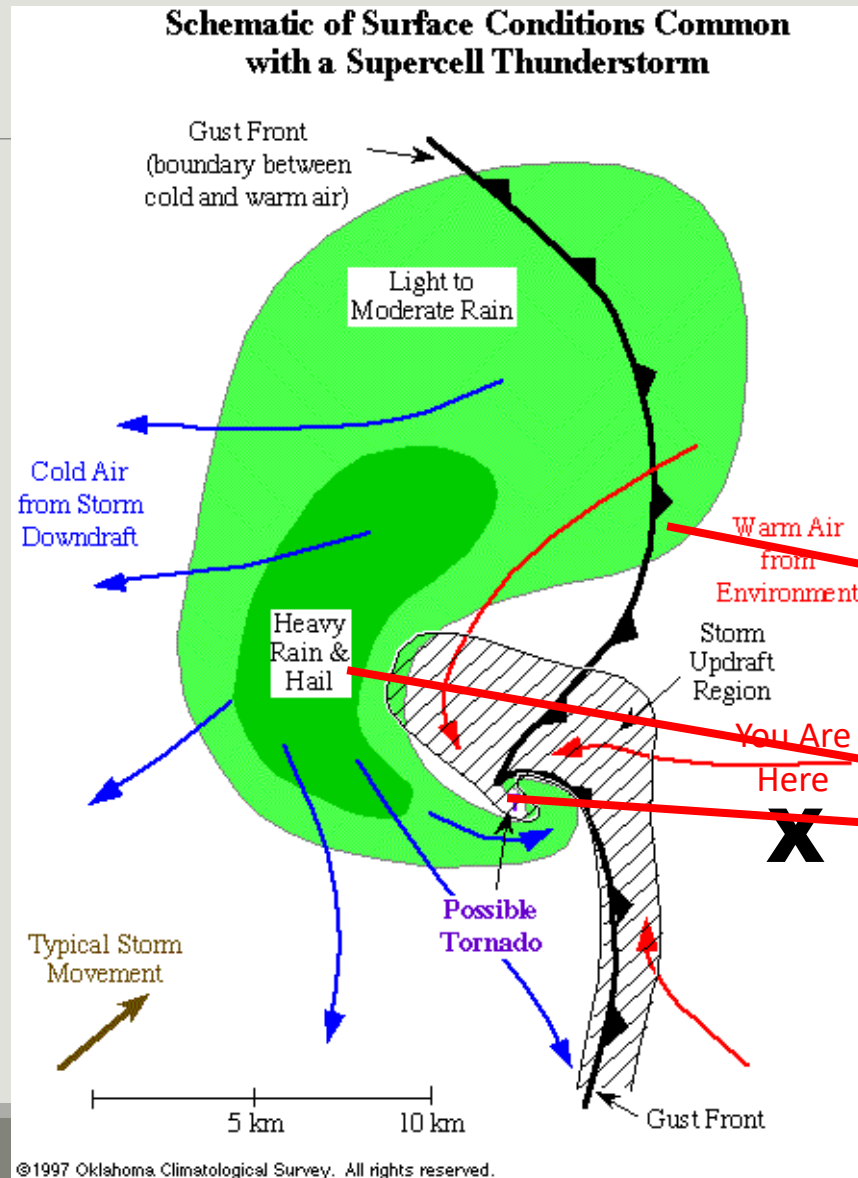 Schematic of Surface Conditions Common
with a Supercell Thunderstorm
Gust Front
(boundary between
cold and warm air)
Light to
Moderate Rain
Cold Air
from Storm
Downdraft
Warm Air
from
Environment
Heavy
Rain &
Hail
Storm
Updraft
Region
You Are
Here
X
Possible
Tornado
Typical Storm
Movement
5 km
10 km
Gust Front
©1997 Oklahoma Climatological Survey. All rights reserved.